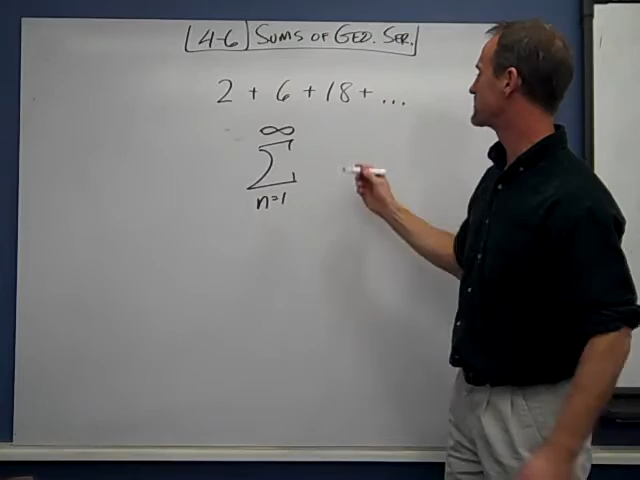 4-6 SUMS OF GEO. SER.
2 + 6 + 18 + ...
∞
Σ
n=1